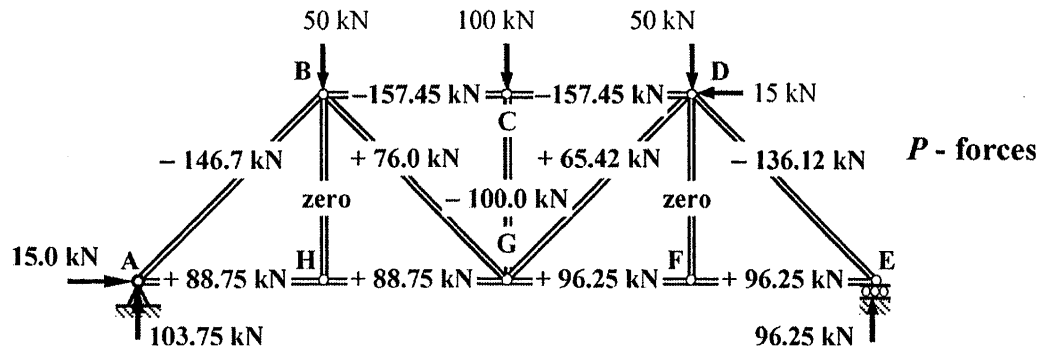 50 kN 100 kN 50 kN
B D
−157.45 kN −157.45 kN 15 kN
C
− 146.7 kN + 76.0 kN + 65.42 kN − 136.12 kN P - forces
zero − 100.0 kN zero
15.0 kN A H G F E
+ 88.75 kN + 88.75 kN + 96.25 kN + 96.25 kN
103.75 kN 96.25 kN